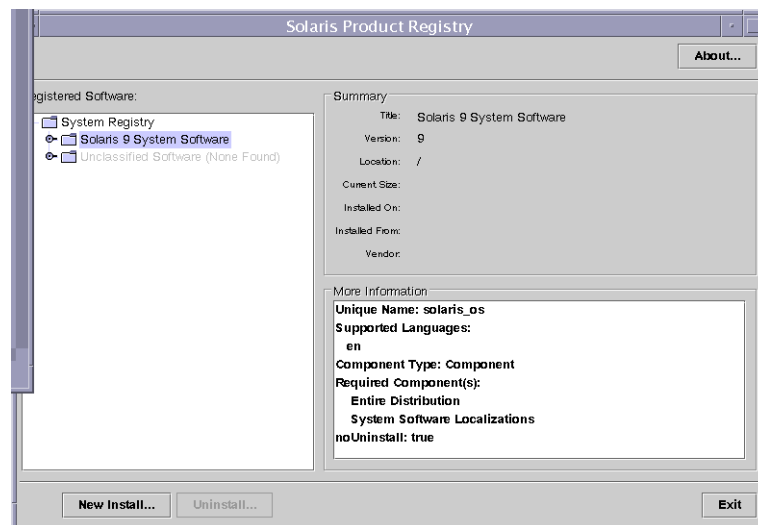 Solaris Product Registry
About...
egistered Software:
System Registry
Solaris 9 System Software
Unclassified Software (None Found)
Summary
Title: Solaris 9 System Software
Version: 9
Location: /
Current Size:
Installed On:
Installed From:
Vendor:
More Information
Unique Name: solaris_os
Supported Languages:
en
Component Type: Component
Required Component(s):
Entire Distribution
System Software Localizations
noUninstall: true
New Install...
Uninstall...
Exit